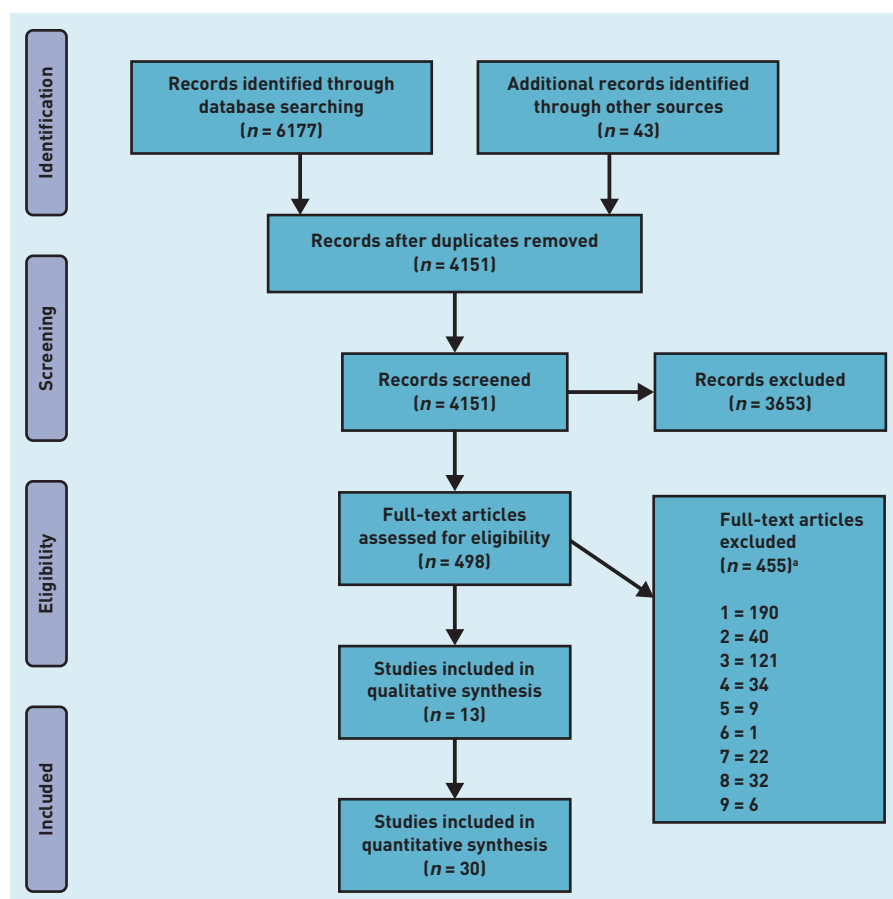 Identification
Records identified through
database searching
(n = 6177)
Additional records identified
through other sources
(n = 43)
Records after duplicates removed
(n = 4151)
Screening
Records screened
(n = 4151)
Records excluded
(n = 3653)
Eligibility
Full-text articles
assessed for eligibility
(n = 498)
Full-text articles
excluded
(n = 455)ᵃ
1 = 190
2 = 40
3 = 121
4 = 34
5 = 9
6 = 1
7 = 22
8 = 32
9 = 6
Studies included in
qualitative synthesis
(n = 13)
Included
Studies included in
quantitative synthesis
(n = 30)